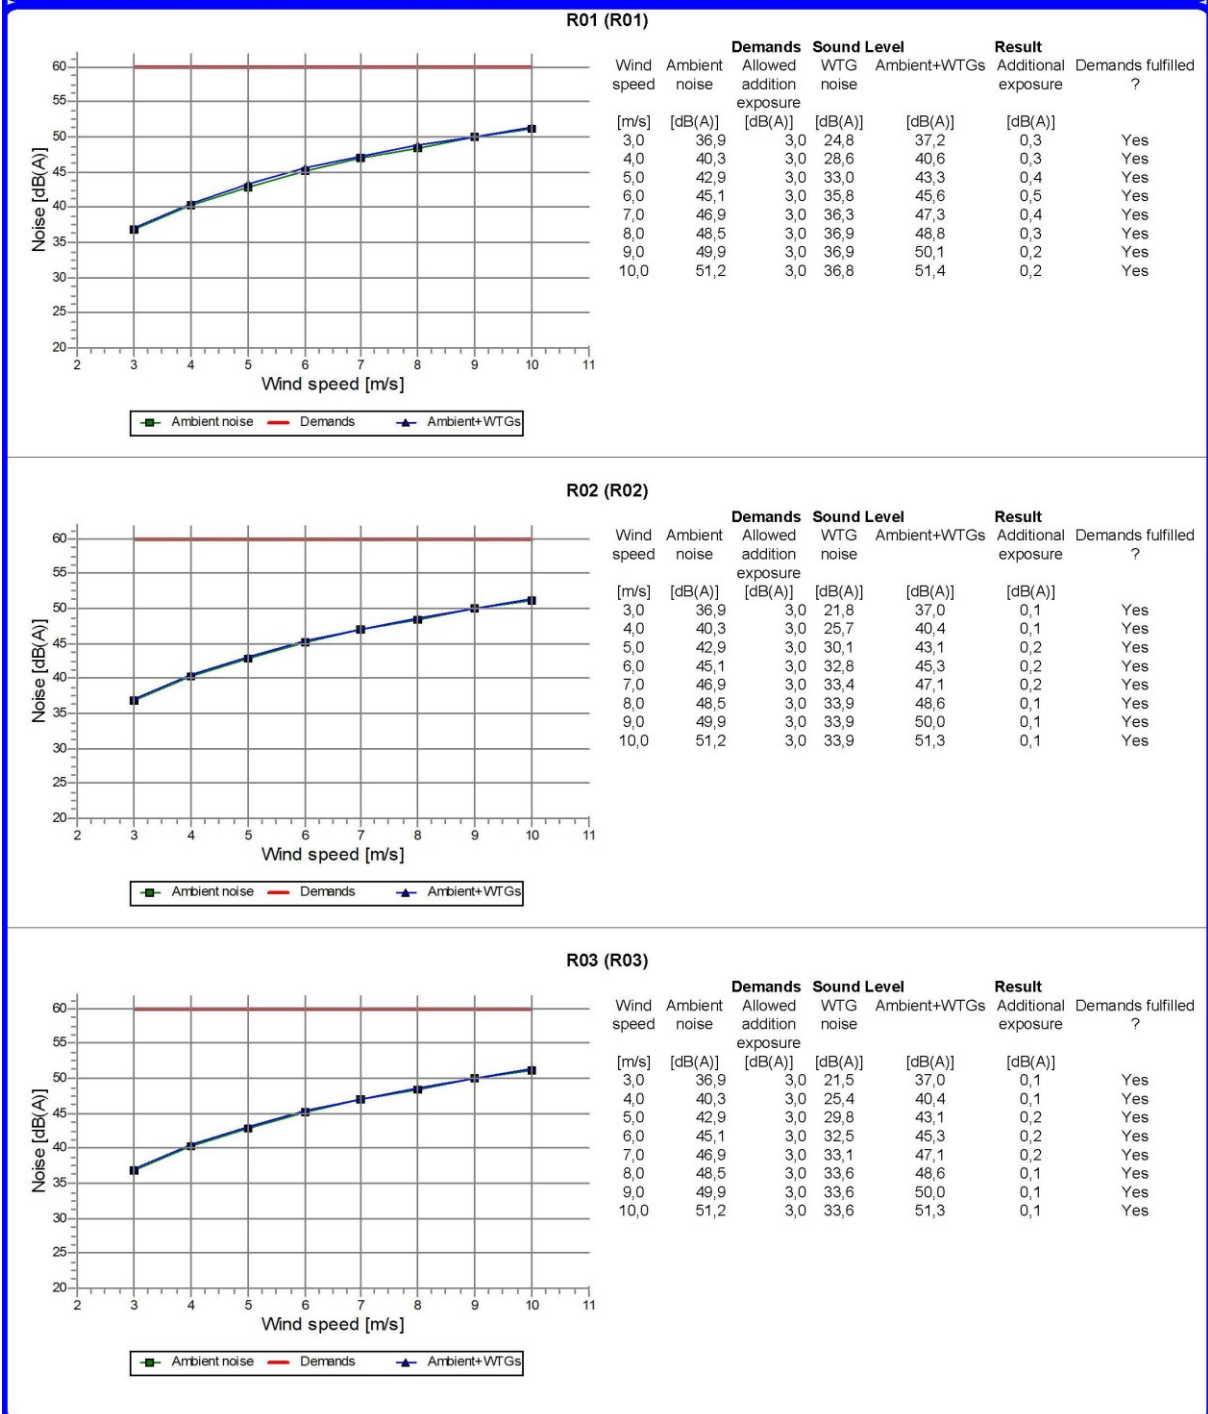 R01 (R01)
60
55
50
45
40
35
30
25
20
Noise [dB(A)]
2 3 4 5 6 7 8 9 10 11
Wind speed [m/s]
Ambient noise Demands Ambient+WTGs
Demands Sound Level Result
Wind Ambient Allowed WTG Ambient+WTGs Additional Demands fulfilled
speed noise addition noise exposure ?
exposure
[m/s] [dB(A)] [dB(A)] [dB(A)] [dB(A)] [dB(A)]
3,0 36,9 3,0 24,8 37,2 0,3 Yes
4,0 40,3 3,0 28,6 40,6 0,3 Yes
5,0 42,9 3,0 33,0 43,3 0,4 Yes
6,0 45,1 3,0 35,8 45,6 0,5 Yes
7,0 46,9 3,0 36,3 47,3 0,4 Yes
8,0 48,5 3,0 36,9 48,8 0,3 Yes
9,0 49,9 3,0 36,9 50,1 0,2 Yes
10,0 51,2 3,0 36,8 51,4 0,2 Yes
R02 (R02)
60
55
50
45
40
35
30
25
20
Noise [dB(A)]
2 3 4 5 6 7 8 9 10 11
Wind speed [m/s]
Ambient noise Demands Ambient+WTGs
Demands Sound Level Result
Wind Ambient Allowed WTG Ambient+WTGs Additional Demands fulfilled
speed noise addition noise exposure ?
exposure
[m/s] [dB(A)] [dB(A)] [dB(A)] [dB(A)] [dB(A)]
3,0 36,9 3,0 21,8 37,0 0,1 Yes
4,0 40,3 3,0 25,7 40,4 0,1 Yes
5,0 42,9 3,0 30,1 43,1 0,2 Yes
6,0 45,1 3,0 32,8 45,3 0,2 Yes
7,0 46,9 3,0 33,4 47,1 0,2 Yes
8,0 48,5 3,0 33,9 48,6 0,1 Yes
9,0 49,9 3,0 33,9 50,0 0,1 Yes
10,0 51,2 3,0 33,9 51,3 0,1 Yes
R03 (R03)
60
55
50
45
40
35
30
25
20
Noise [dB(A)]
2 3 4 5 6 7 8 9 10 11
Wind speed [m/s]
Ambient noise Demands Ambient+WTGs
Demands Sound Level Result
Wind Ambient Allowed WTG Ambient+WTGs Additional Demands fulfilled
speed noise addition noise exposure ?
exposure
[m/s] [dB(A)] [dB(A)] [dB(A)] [dB(A)] [dB(A)]
3,0 36,9 3,0 21,5 37,0 0,1 Yes
4,0 40,3 3,0 25,4 40,4 0,1 Yes
5,0 42,9 3,0 29,8 43,1 0,2 Yes
6,0 45,1 3,0 32,5 45,3 0,2 Yes
7,0 46,9 3,0 33,1 47,1 0,2 Yes
8,0 48,5 3,0 33,6 48,6 0,1 Yes
9,0 49,9 3,0 33,6 50,0 0,1 Yes
10,0 51,2 3,0 33,6 51,3 0,1 Yes